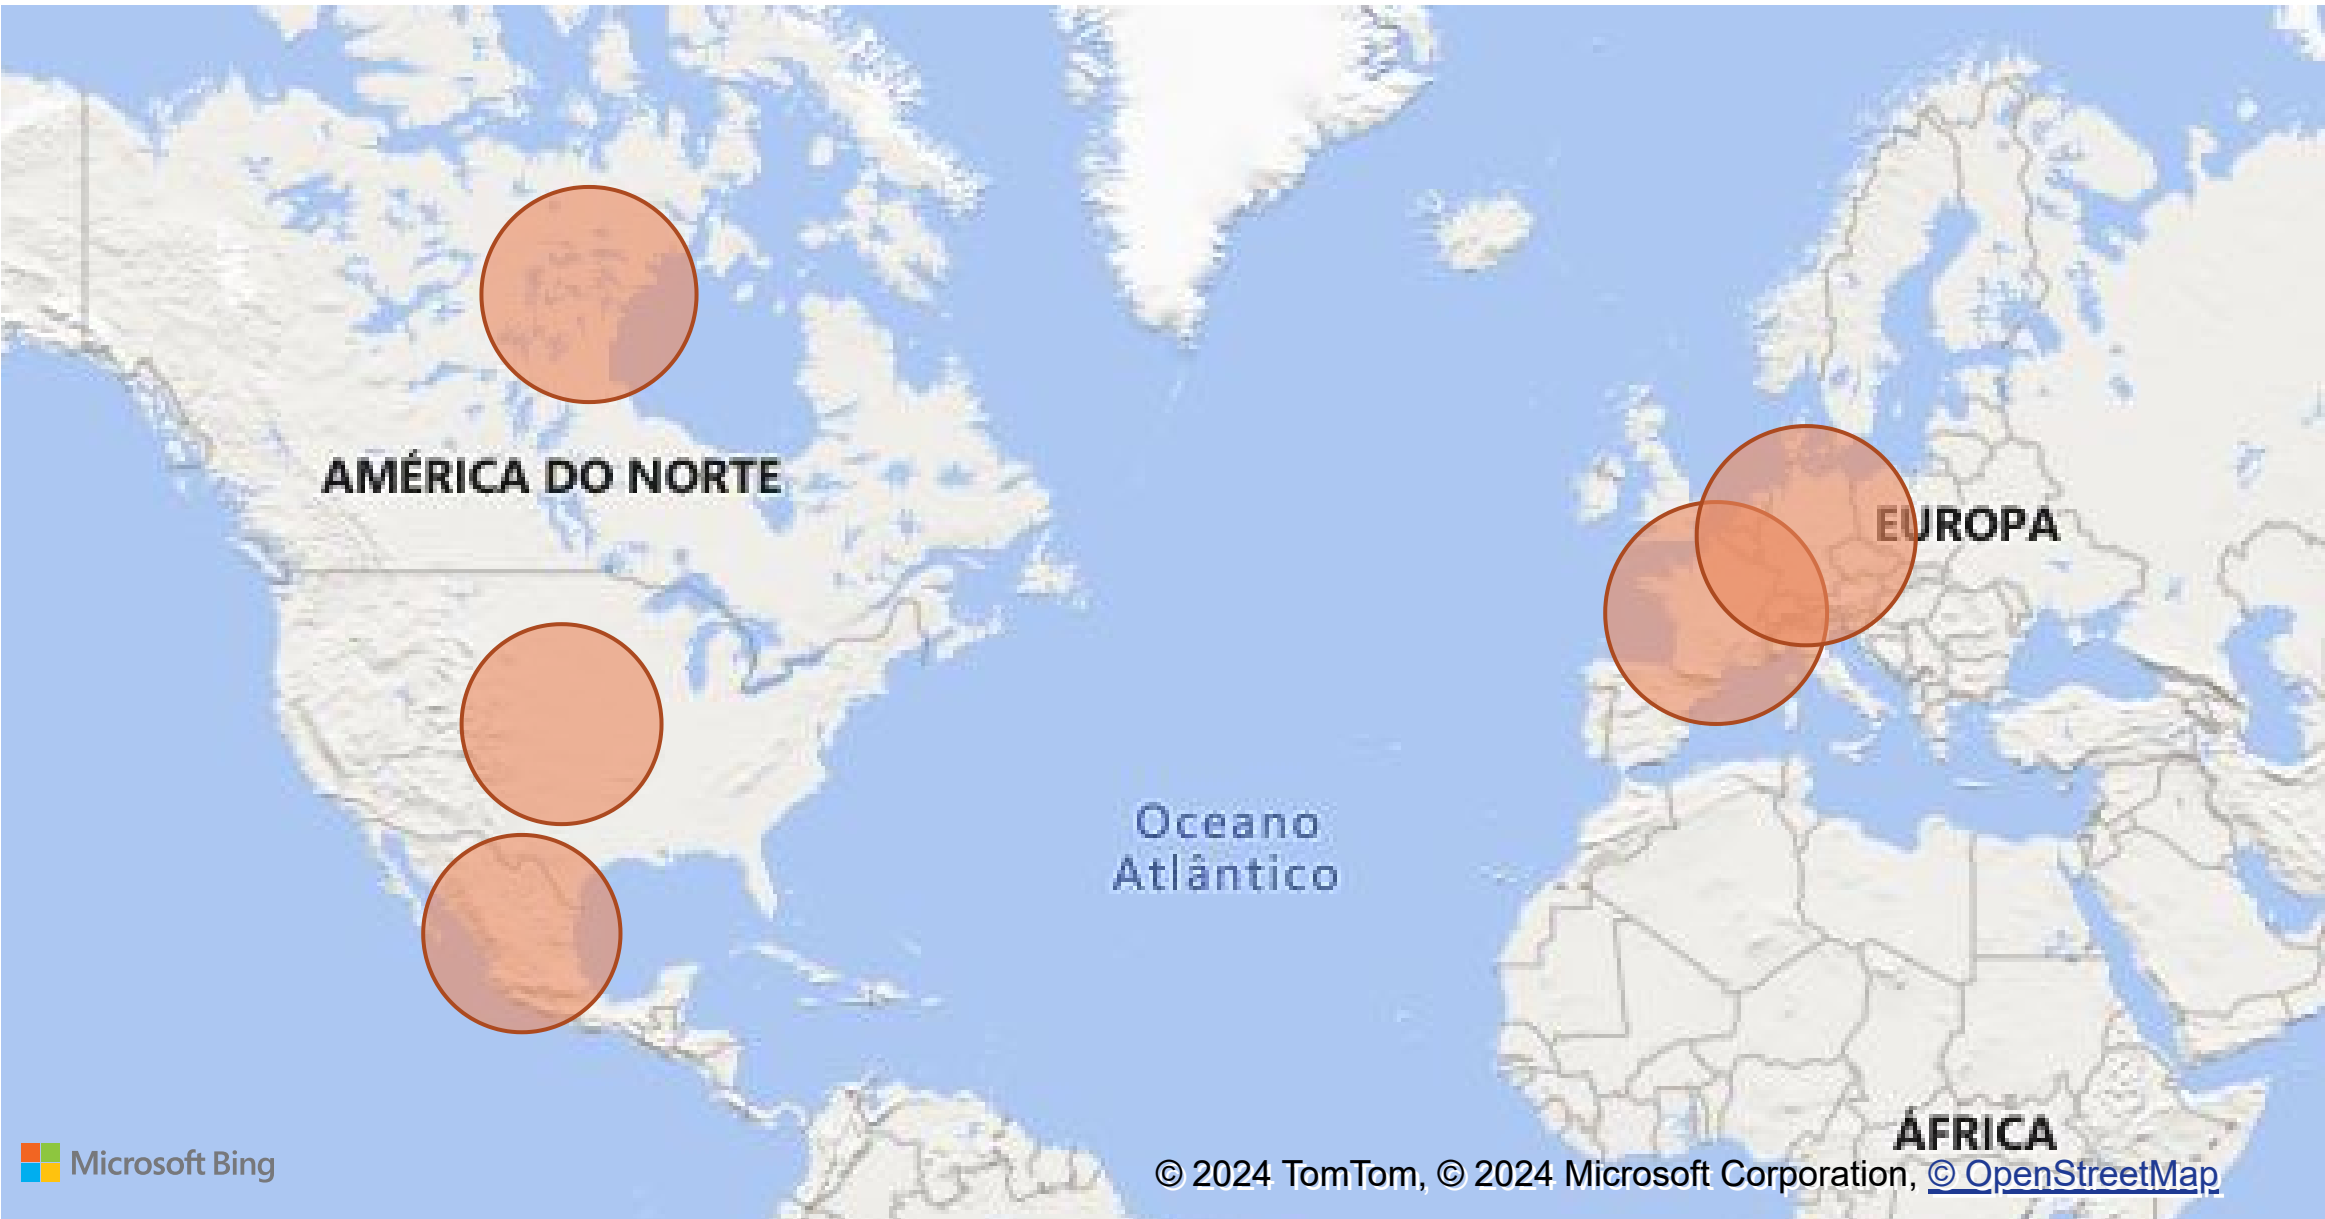 AMÉRICA DO NORTE
EUROPA
Oceano
Atlântico
ÁFRICA
Microsoft Bing
© 2024 TomTom, © 2024 Microsoft Corporation, © OpenStreetMap